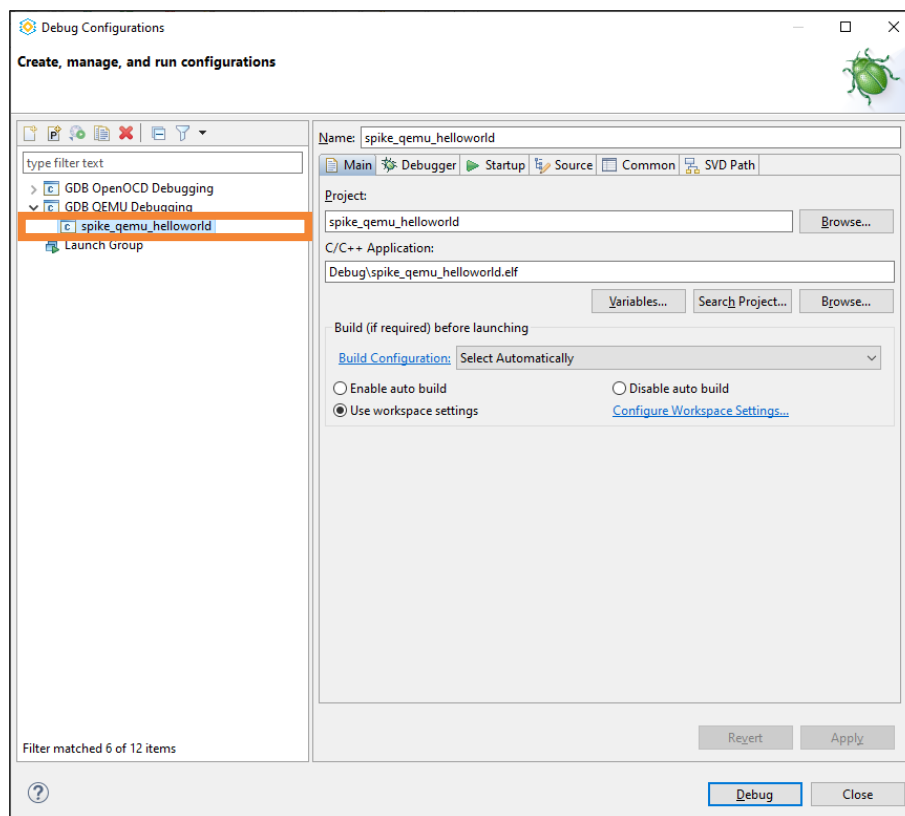 Debug Configurations
Create, manage, and run configurations
type filter text
GDB OpenOCD Debugging
GDB QEMU Debugging
spike_qemu_helloworld
Launch Group
Filter matched 6 of 12 items
Name: spike_qemu_helloworld
Main Debugger Startup Source Common SVD Path
Project:
spike_qemu_helloworld Browse...
C/C++ Application:
Debug\spike_qemu_helloworld.elf
Variables... Search Project... Browse...
Build (if required) before launching
Build Configuration: Select Automatically
Enable auto build Disable auto build
Use workspace settings Configure Workspace Settings...
Revert Apply
Debug Close